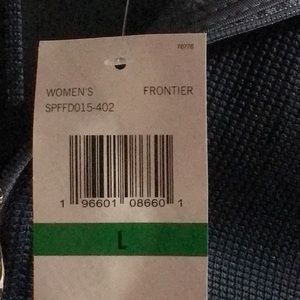 WOMEN'S FRONTIER
SPFFD015-402
1 96601 08660 1
L